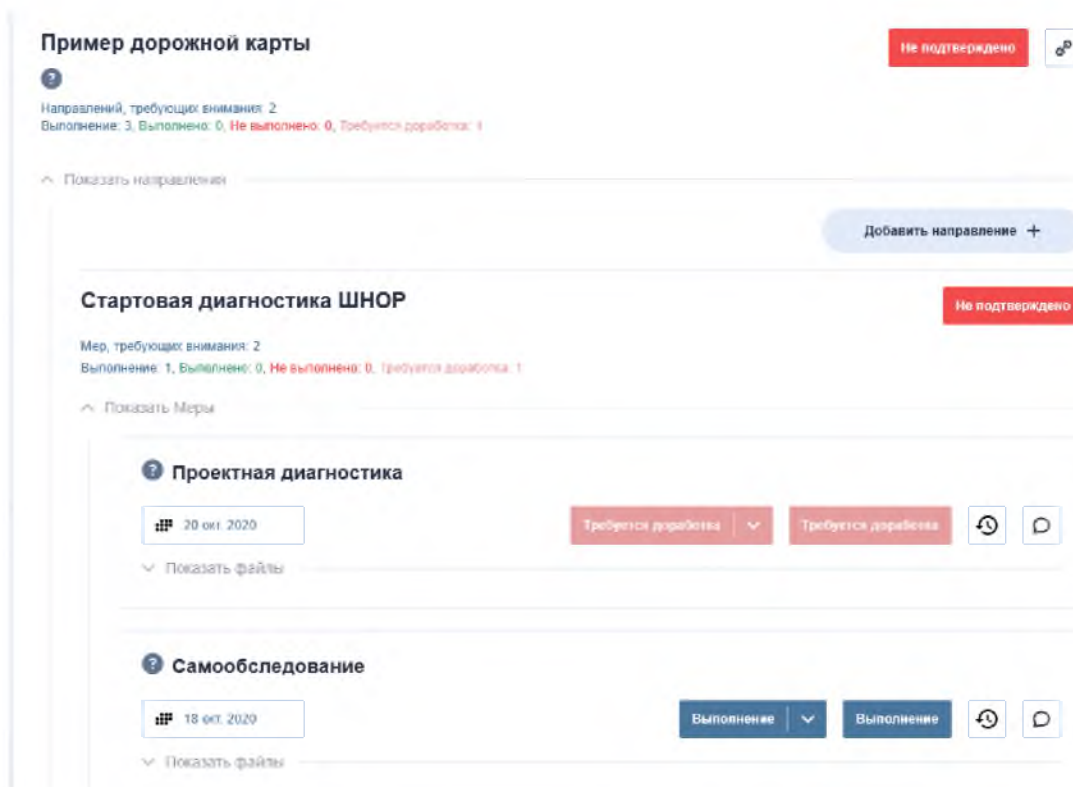 Пример дорожной карты
Не подтверждено
?
Направлений, требующих внимания: 2
Выполнение: 3, Выполнено: 0, Не выполнено: 0, Требуется доработка: 1
Показать направления
Добавить направление +
Стартовая диагностика ШНОР
Не подтверждено
Мер, требующих внимания: 2
Выполнение: 1, Выполнено: 0, Не выполнено: 0, Требуется доработка: 1
Показать Меры
? Проектная диагностика
20 окт. 2020 Требуется доработка Требуется доработка
Показать файлы
? Самообследование
18 окт. 2020 Выполнение Выполнение
Показать файлы